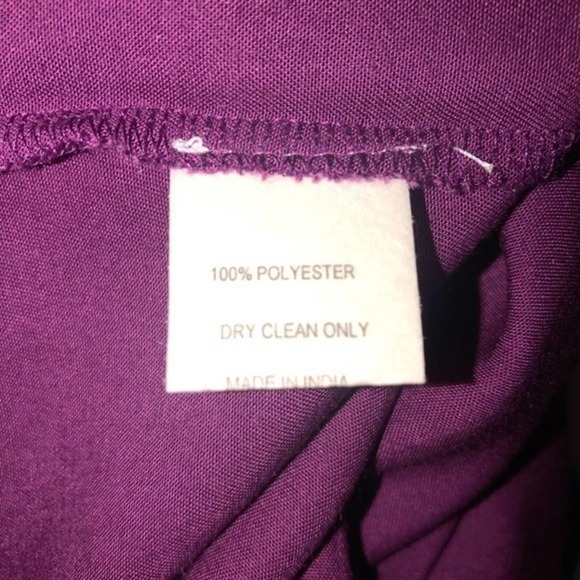 100% POLYESTER
DRY CLEAN ONLY
MADE IN INDIA